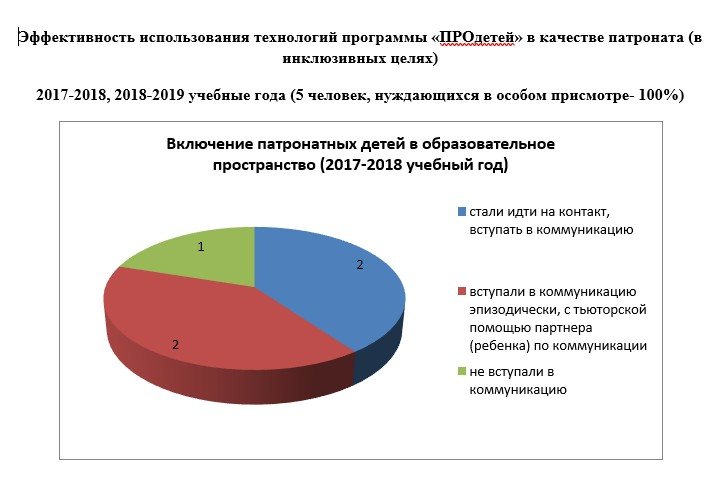 Эффективность использования технологий программы «ПРОдетей» в качестве патроната (в
инклюзивных целях)
2017-2018, 2018-2019 учебные года (5 человек, нуждающихся в особом присмотре- 100%)
Включение патронатных детей в образовательное
пространство (2017-2018 учебный год)
1
2
2
стали идти на контакт,
вступать в коммуникацию
вступали в коммуникацию
эпизодически, с тьюторской
помощью партнера
(ребенка) по коммуникации
не вступали в
коммуникацию